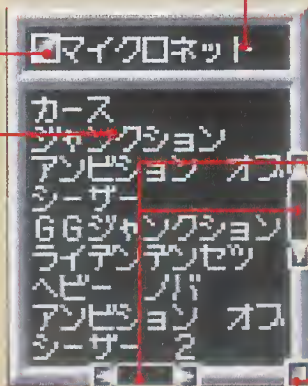 マイクロネット
カース
ジャンクション
アンビション オブ
シーザー
GGジャンクション
ライデンデンセツ
ヘビー ノバ
アンビション オブ
シーザー 2